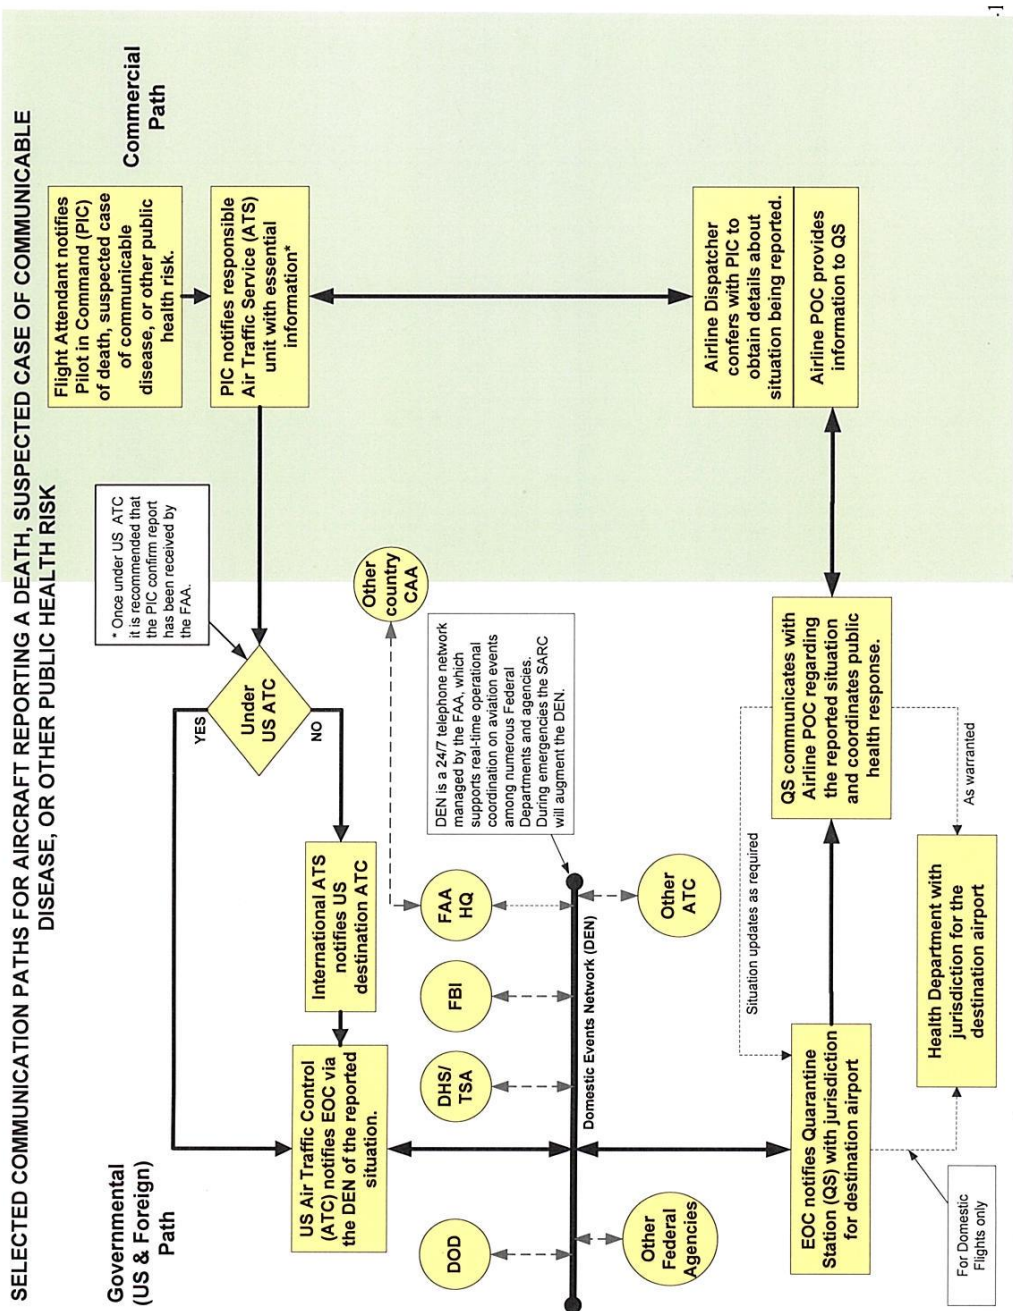 SELECTED COMMUNICATION PATHS FOR AIRCRAFT REPORTING A DEATH, SUSPECTED CASE OF COMMUNICABLE
DISEASE, OR OTHER PUBLIC HEALTH RISK
Governmental
(US & Foreign)
Path
Commercial
Path
Flight Attendant notifies
Pilot in Command (PIC)
of death, suspected case
of communicable
disease, or other public
health risk.
PIC notifies responsible
Air Traffic Service (ATS)
unit with essential
information*
* Once under US ATC
it is recommended that
the PIC confirm report
has been received by
the FAA.
Under
US ATC
YES
NO
International ATS
notifies US
destination ATC
US Air Traffic Control
(ATC) notifies EOC via
the DEN of the reported
situation.
Other
country
CAA
DOD
DHS/
TSA
FBI
FAA
HQ
DEN is a 24/7 telephone network
managed by the FAA, which
supports real-time operational
coordination on aviation events
among numerous Federal
Departments and agencies.
During emergencies the SARC
will augment the DEN.
Domestic Events Network (DEN)
Other
Federal
Agencies
Other
ATC
Airline Dispatcher
confers with PIC to
obtain details about
situation being reported.
Airline POC provides
information to QS
Situation updates as required
EOC notifies Quarantine
Station (QS) with jurisdiction
for destination airport
QS communicates with
Airline POC regarding
the reported situation
and coordinates public
health response.
As warranted
For Domestic
Flights only
Health Department with
jurisdiction for the
destination airport